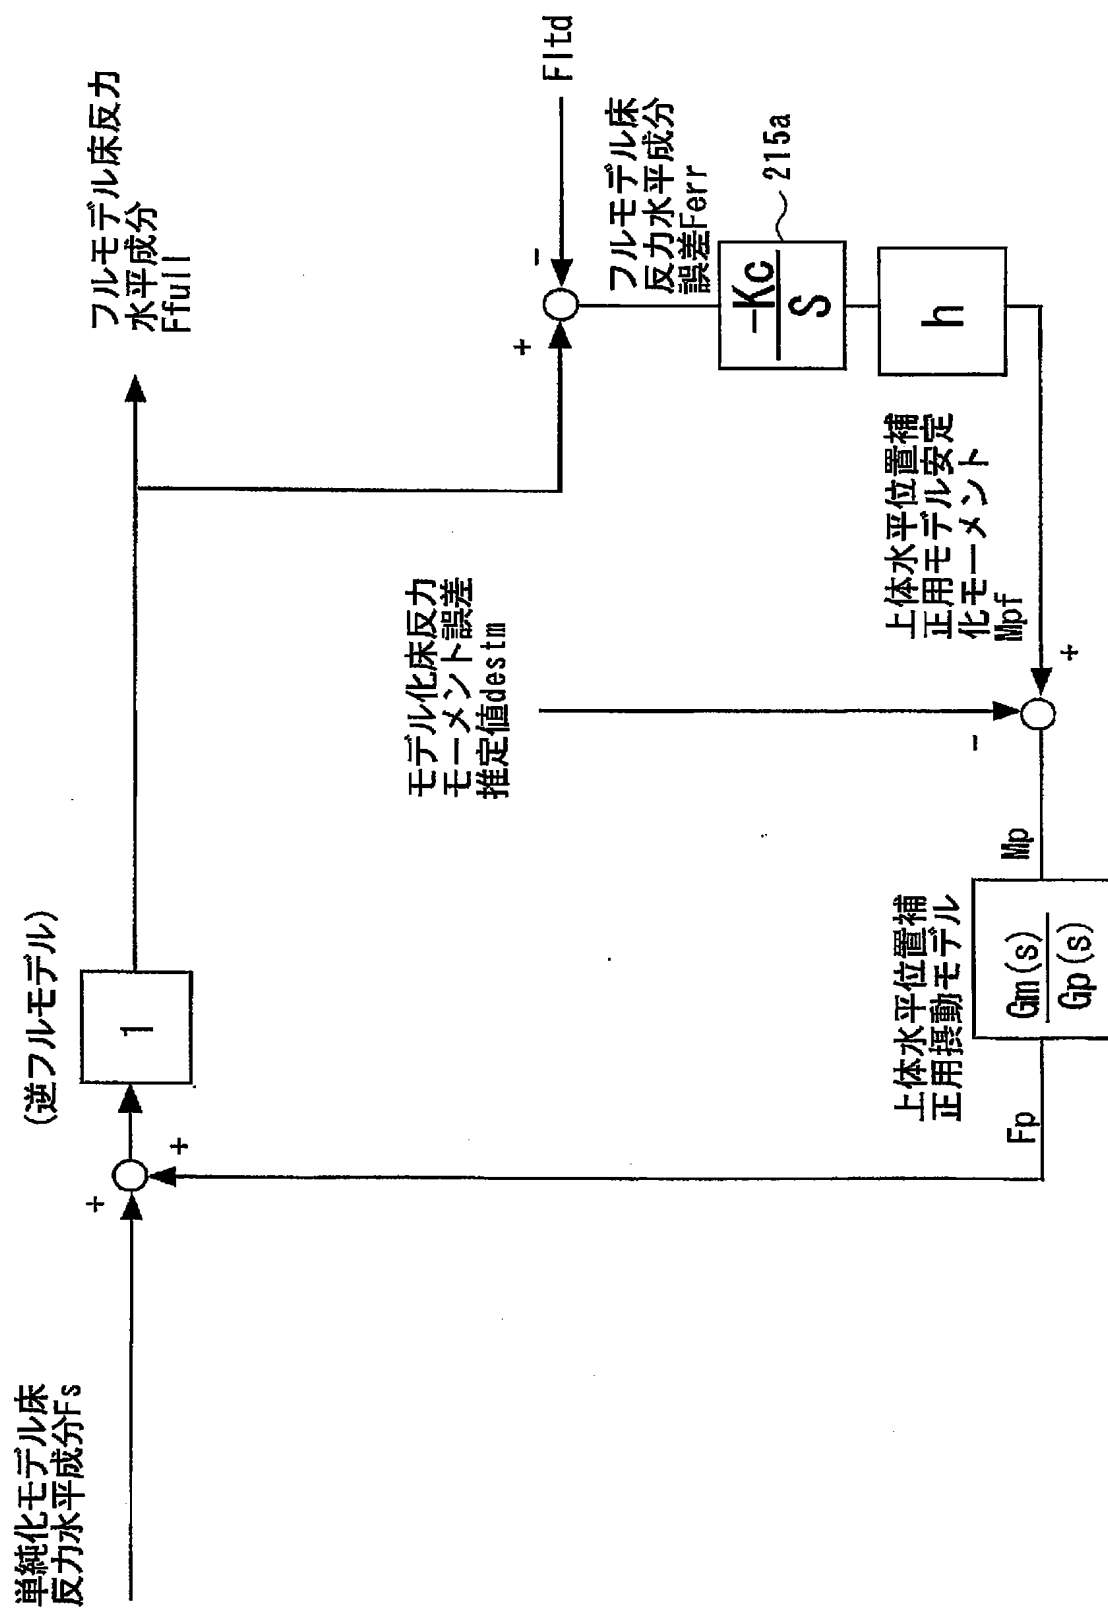 単純化モデル床
反力水平成分Fs
+
+
(逆フルモデル)
1
フルモデル床反力
水平成分
Ffull
モデル化床反力
モーメント誤差
推定値destm
+
-
Fltd
フルモデル床
反力水平成分
誤差Ferr
-Kc
S
215a
h
上体水平位置補
正用モデル安定
化モーメント
Mpf
+
-
Mp
上体水平位置補
正用摂動モデル
Gm(s)
Gp(s)
Fp